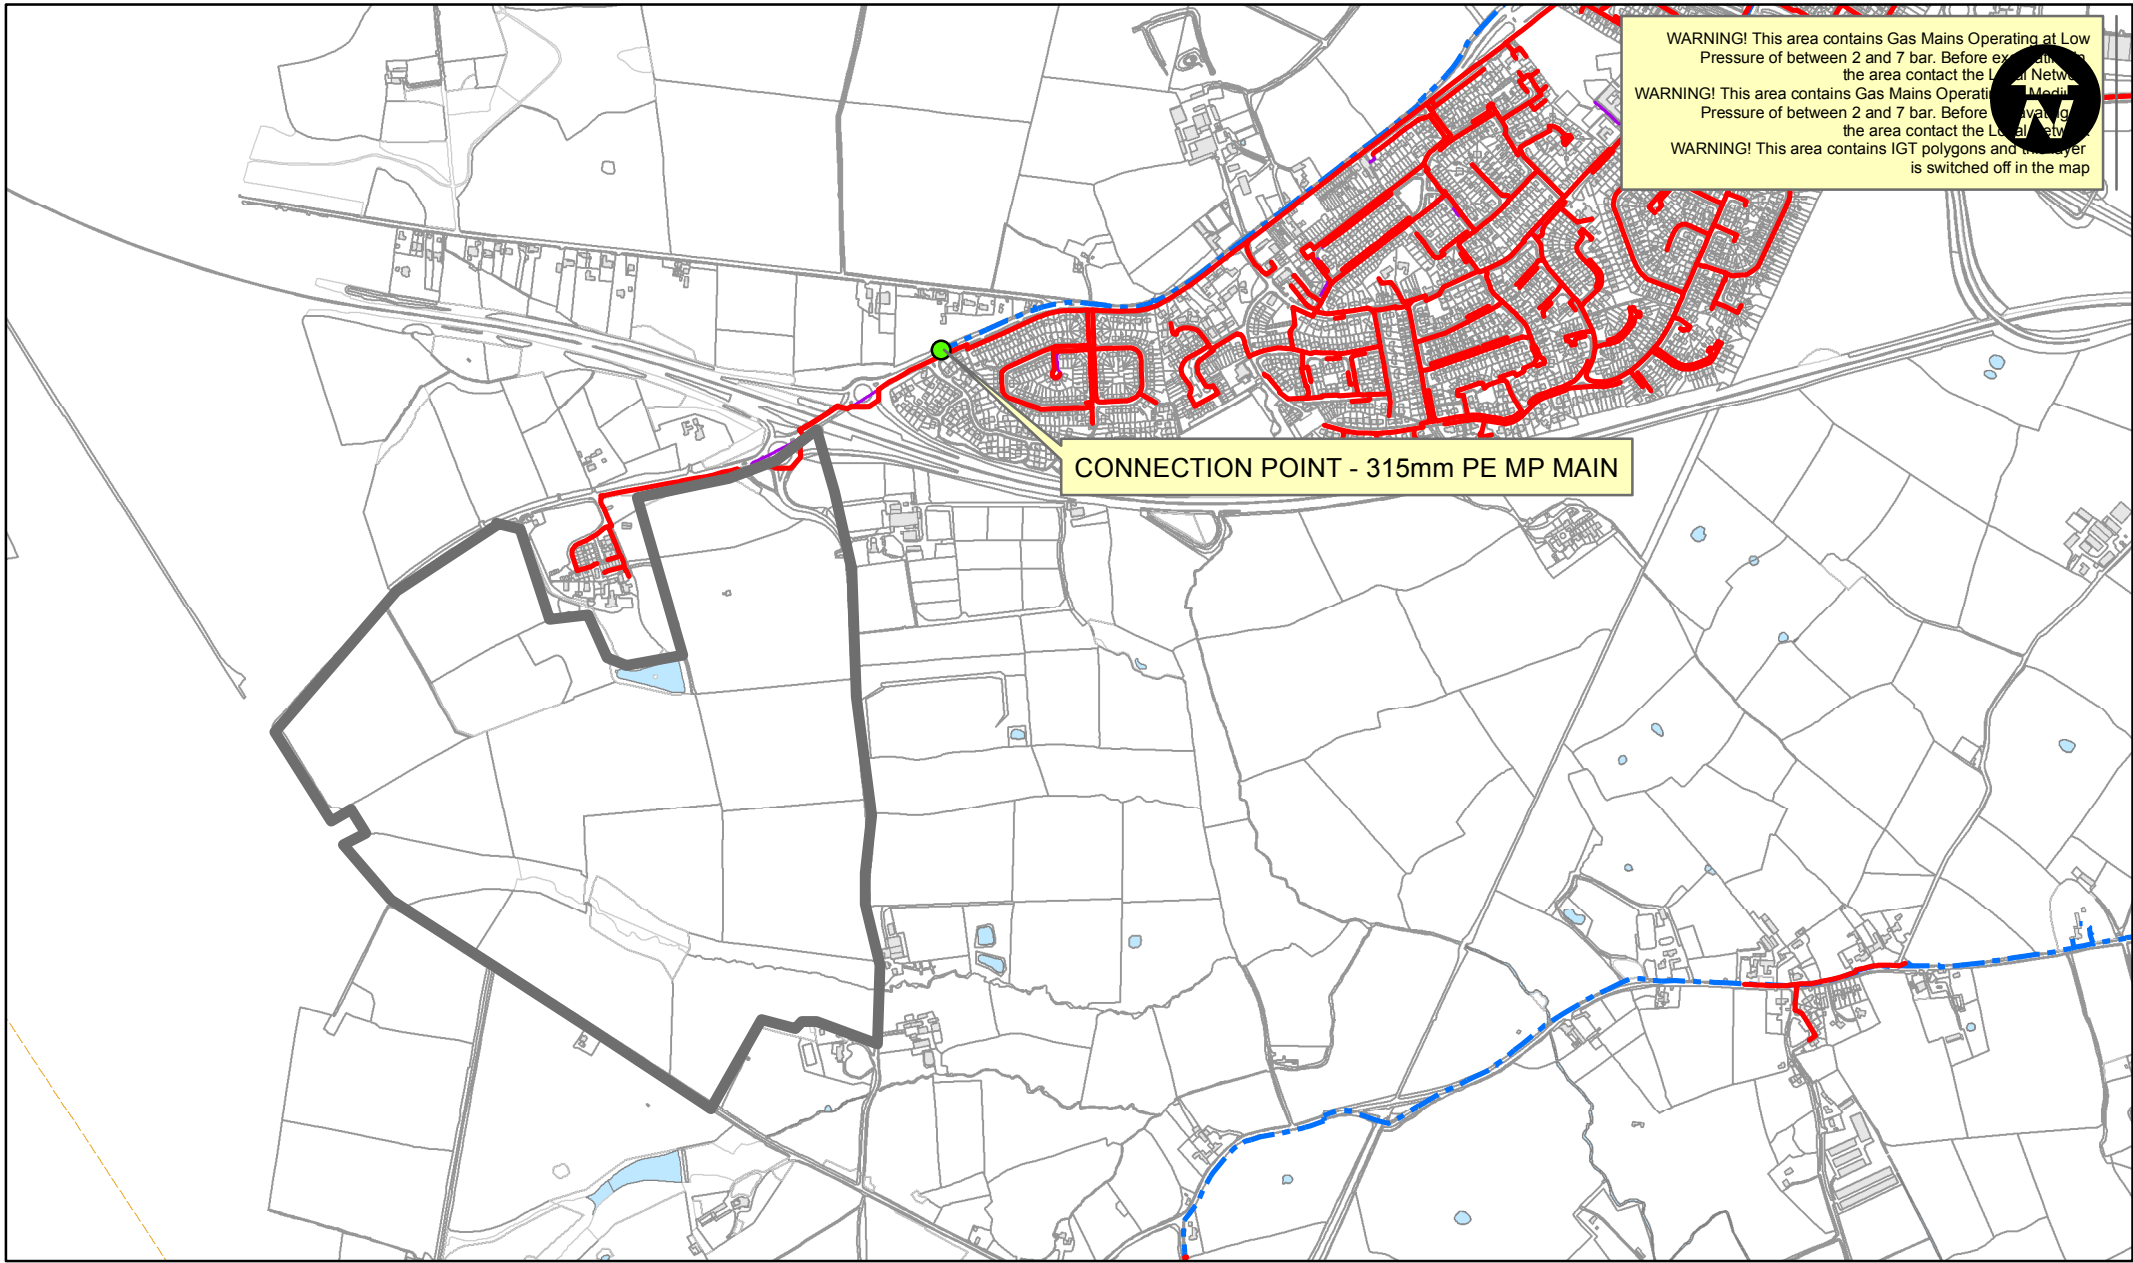 WARNING! This area contains Gas Mains Operating at Low
Pressure of between 2 and 7 bar. Before
the area contact the
WARNING! This area contains Gas Mains
Pressure of between 2 and 7 bar. Before
the area contact the
WARNING! This area contains IGT polygons and
is switched off in the map
N
CONNECTION POINT - 315mm PE MP MAIN